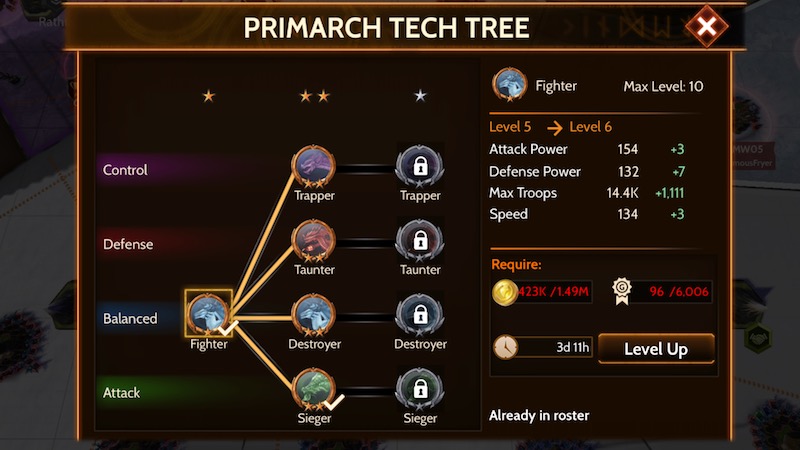 PRIMARCH TECH TREE
Fighter
Max Level: 10
Level 5 → Level 6
Attack Power 154 +3
Defense Power 132 +7
Max Troops 14.4K +1,111
Speed 134 +3
Control
Trapper
Trapper
Defense
Taunter
Taunter
Balanced
Fighter
Destroyer
Destroyer
Attack
Sieger
Sieger
Require:
423K /1.49M
G
96 /6,006
3d 11h
Level Up
Already in roster
MW05